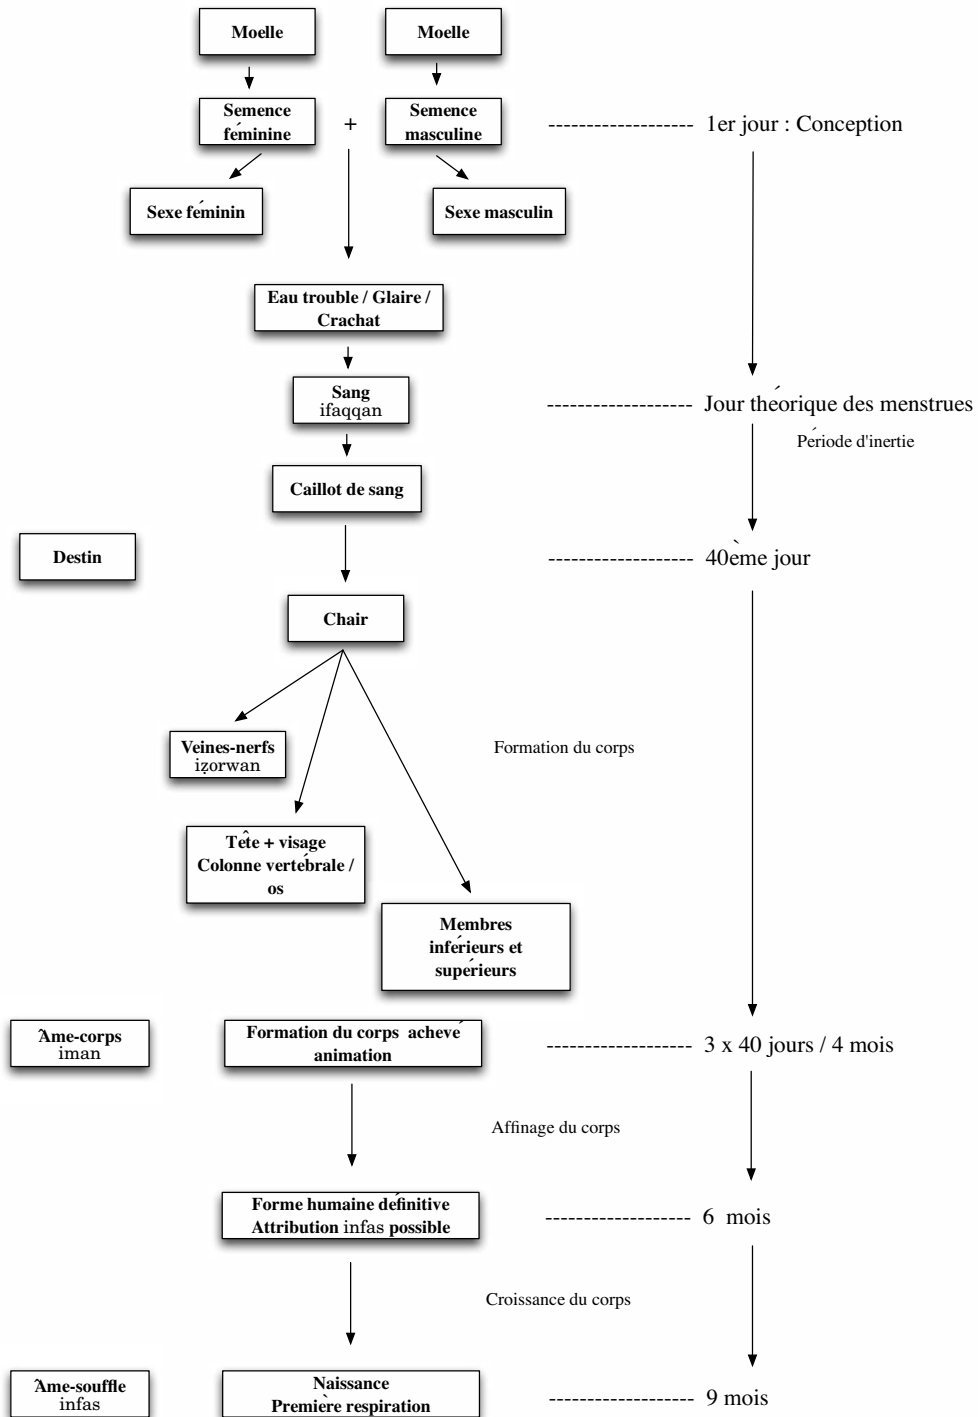 Moelle
Moelle
Semence
féminine
+
Semence
masculine
--------------------- 1er jour : Conception
Sexe féminin
Sexe masculin
Eau trouble / Glaire /
Crachat
Sang
ifaqqan
--------------------- Jour théorique des menstrues
Période d'inertie
Caillot de sang
Destin
--------------------- 40ème jour
Chair
Veines-nerfs
iẓorwan
Formation du corps
Tête + visage
Colonne vertébrale /
os
Membres
inférieurs et
supérieurs
Âme-corps
iman
Formation du corps achevé
animation
--------------------- 3 x 40 jours / 4 mois
Affinage du corps
Forme humaine définitive
Attribution infas possible
--------------------- 6 mois
Croissance du corps
Âme-souffle
infas
Naissance
Première respiration
--------------------- 9 mois